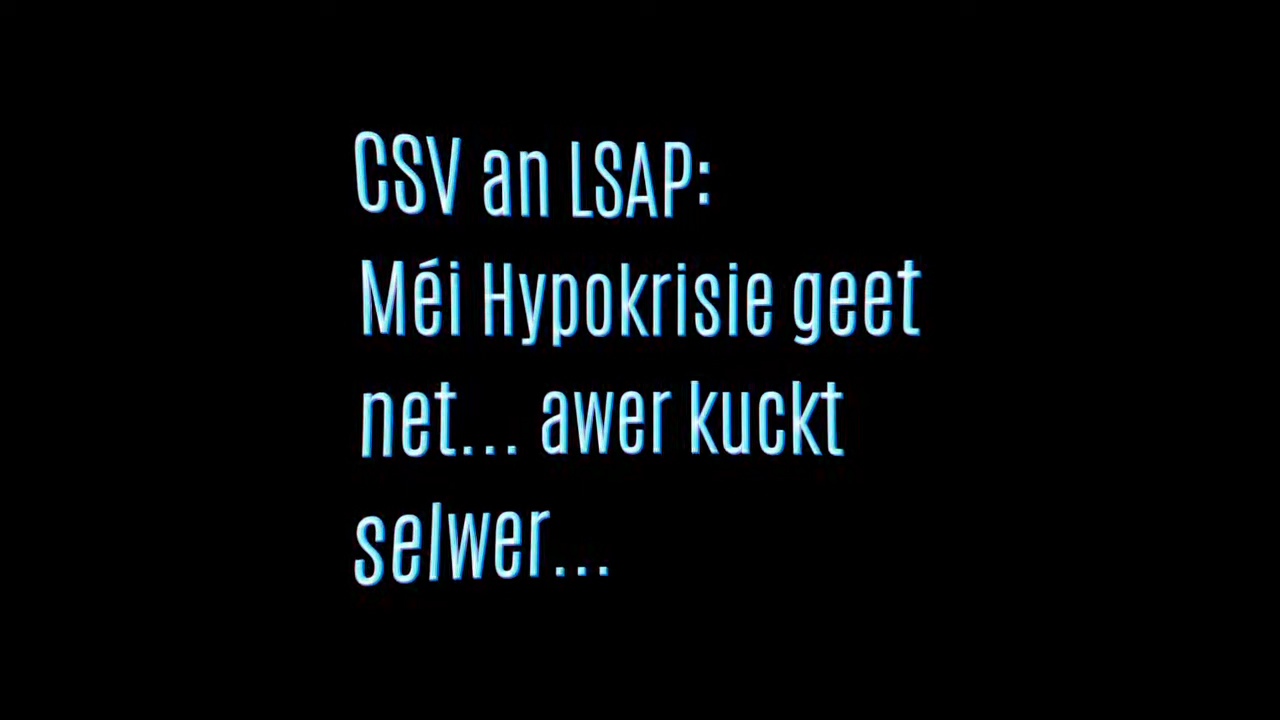 CSV an LSAP:
Méi Hypokrisie geet
net... awer kuckt
selwer...